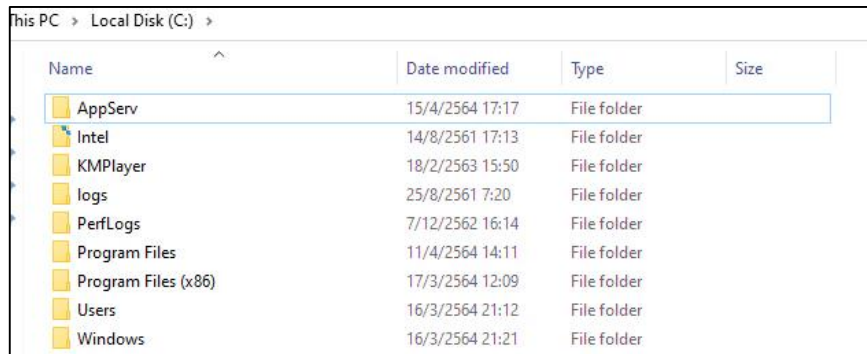 This PC > Local Disk (C:) >
Name Date modified Type Size
AppServ 15/4/2564 17:17 File folder
Intel 14/8/2561 17:13 File folder
KMPlayer 18/2/2563 15:50 File folder
logs 25/8/2561 7:20 File folder
PerfLogs 7/12/2562 16:14 File folder
Program Files 11/4/2564 14:11 File folder
Program Files (x86) 17/3/2564 12:09 File folder
Users 16/3/2564 21:12 File folder
Windows 16/3/2564 21:21 File folder